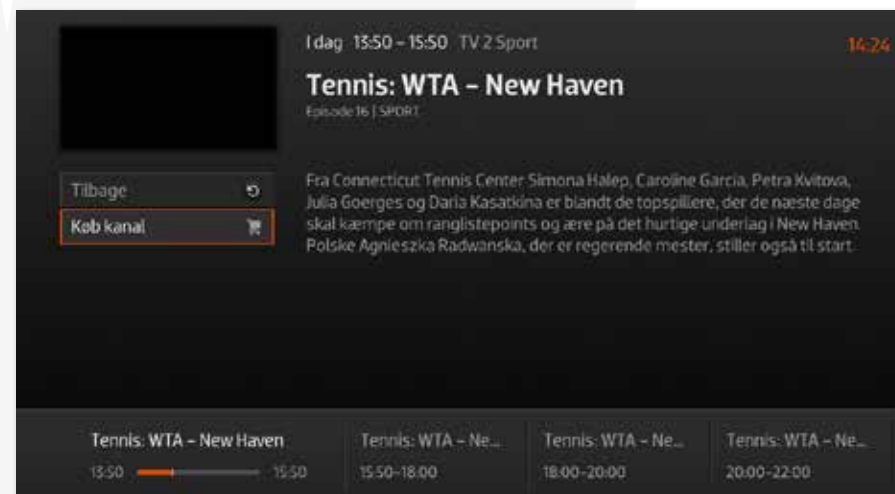 I dag 13:50 – 15:50 TV 2 Sport
14:24
Tennis: WTA – New Haven
Episode 16 | SPORT
Tilbage
Køb kanal
Fra Connecticut Tennis Center Simona Halep, Caroline Garcia, Petra Kvitova,
Julia Goerges og Daria Kasatkina er blandt de topspillere, der de næste dage
skal kæmpe om ranglistepoints og ære på det hurtige underlag i New Haven.
Polske Agnieszka Radwanska, der er regerende mester, stiller også til start.
Tennis: WTA – New Haven
13:50 15:50
Tennis: WTA – Ne...
15:50–18:00
Tennis: WTA – Ne...
18:00–20:00
Tennis: WTA – Ne...
20:00–22:00